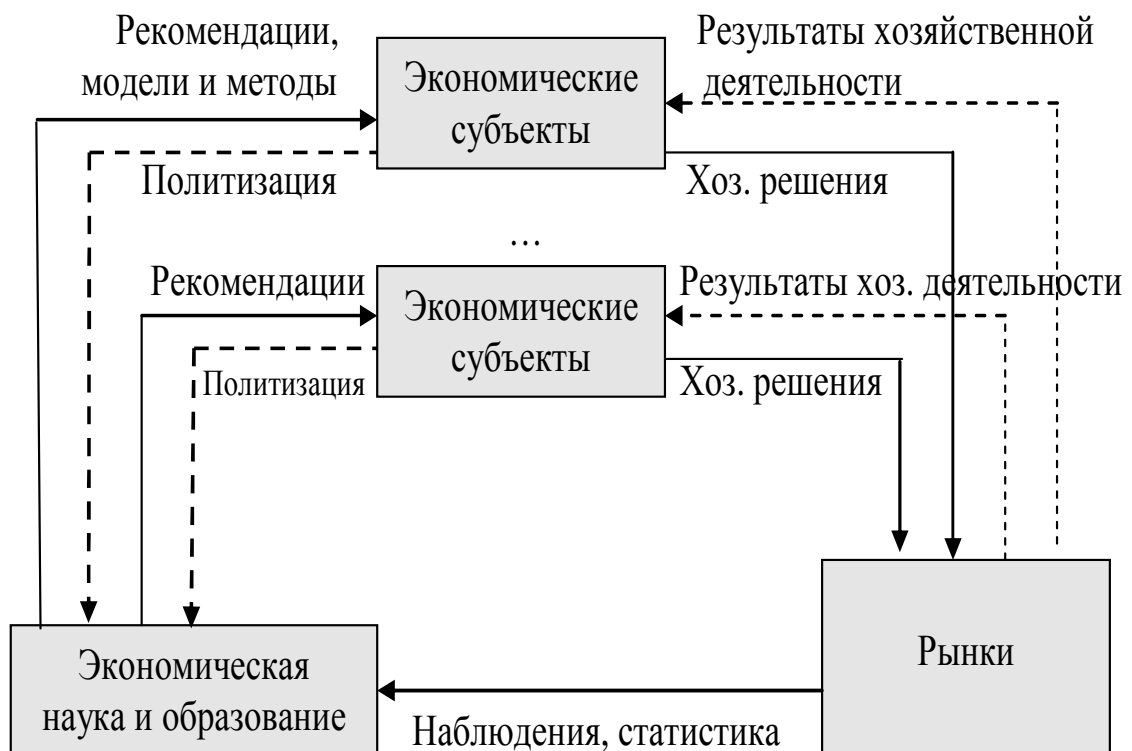 Рекомендации,
модели и методы
Экономические
субъекты
Результаты хозяйственной
деятельности
Политизация
Хоз. решения
...
Рекомендации
Экономические
субъекты
Результаты хоз. деятельности
Политизация
Хоз. решения
Экономическая
наука и образование
Рынки
Наблюдения, статистика